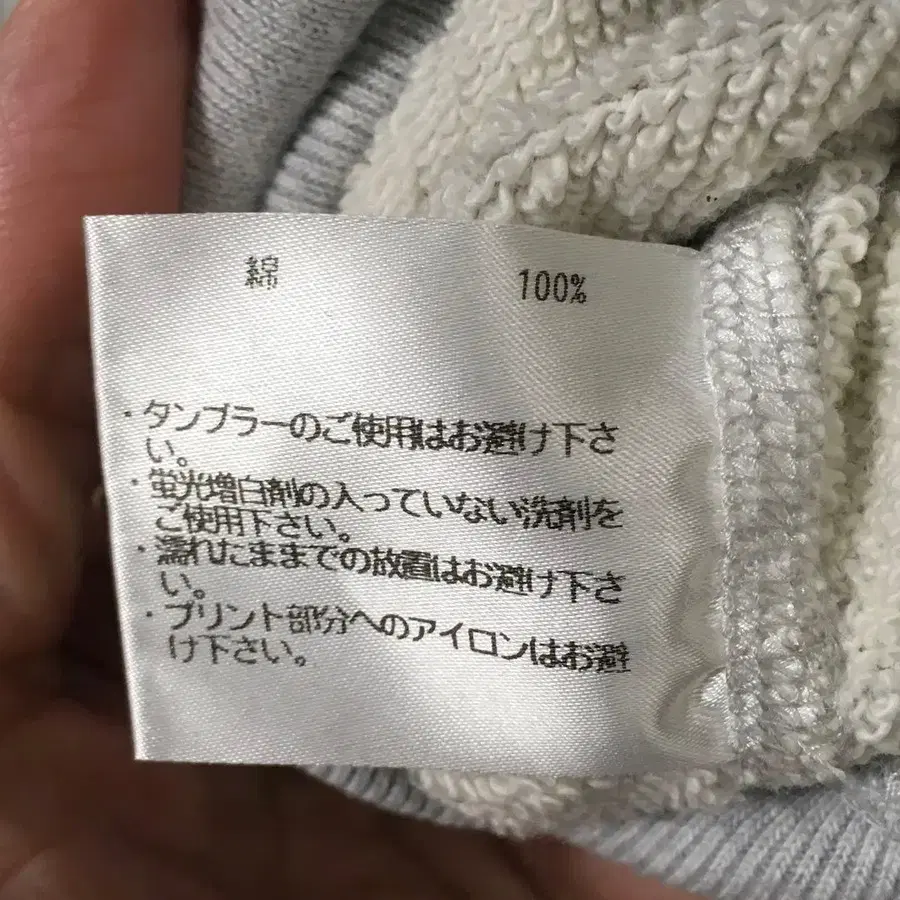 綿 100%
・タンブラーのご使用はお避け下さ
い。
・蛍光増白剤の入っていない洗剤を
ご使用下さい。
・濡れたままでの放置はお避け下さ
い。
・プリント部分へのアイロンはお避
け下さい。